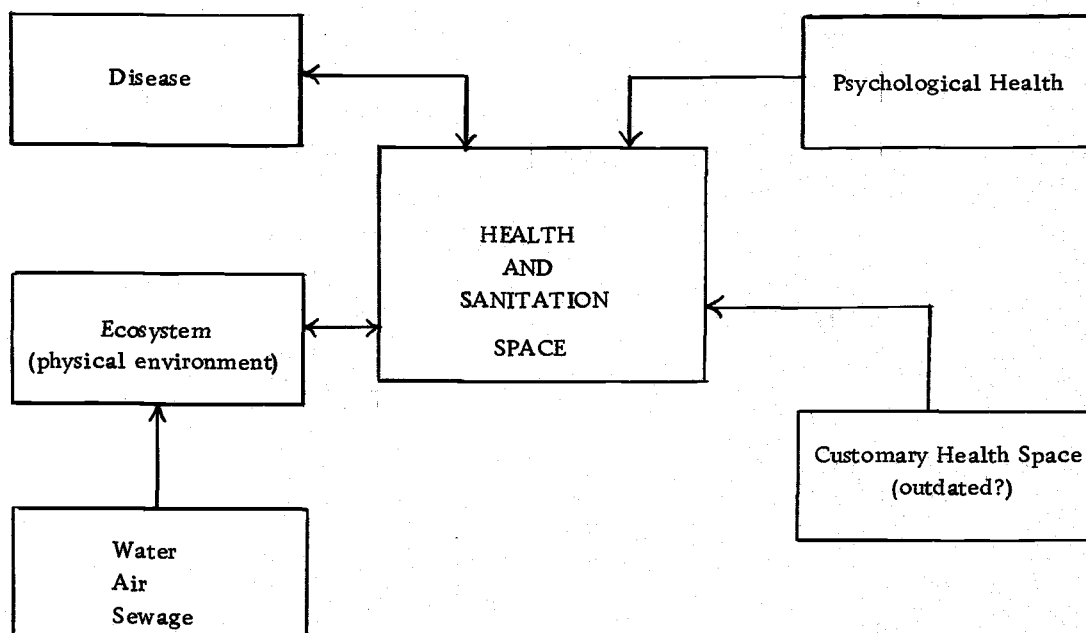 Disease
Psychological Health
HEALTH
AND
SANITATION
SPACE
Ecosystem
(physical environment)
Customary Health Space
(outdated?)
Water
Air
Sewage